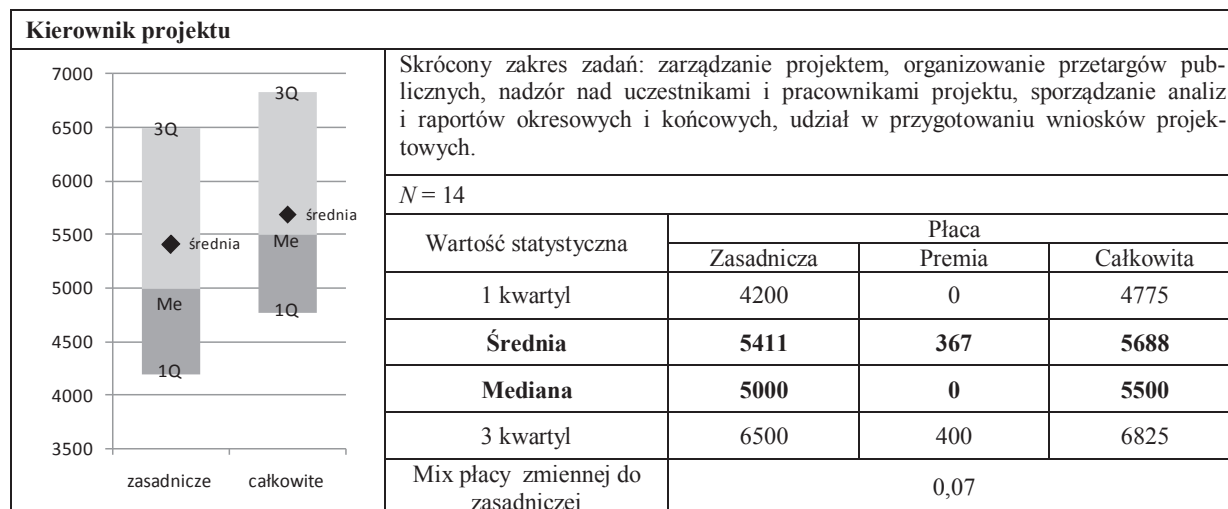 Kierownik projektu
7000
6500
6000
5500
5000
4500
4000
3500
3Q
średnia
Me
1Q
3Q
średnia
Me
1Q
zasadnicze całkowite
Skrócony zakres zadań: zarządzanie projektem, organizowanie przetargów pub-
licznych, nadzór nad uczestnikami i pracownikami projektu, sporządzanie analiz
i raportów okresowych i końcowych, udział w przygotowaniu wniosków projek-
towych.
N = 14
Wartość statystyczna Płaca
Zasadnicza Premia Całkowita
1 kwartyl 4200 0 4775
Średnia 5411 367 5688
Mediana 5000 0 5500
3 kwartyl 6500 400 6825
Mix płacy zmiennej do
zasadniczej 0,07